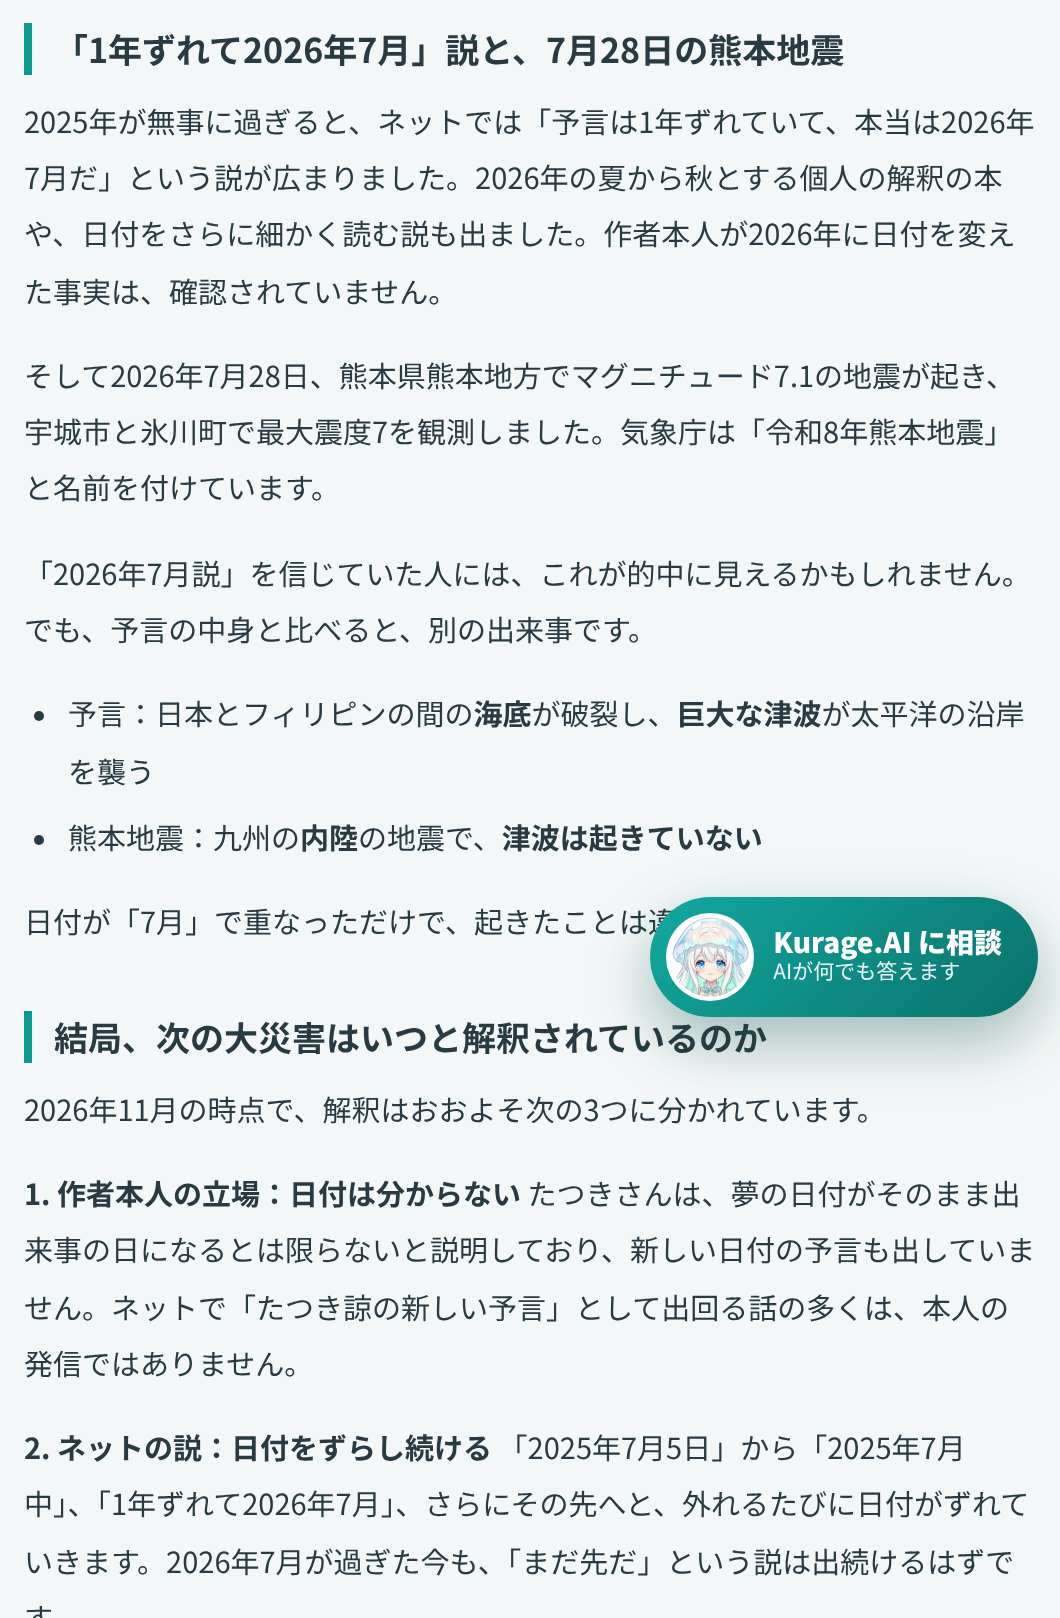 「1年ずれて2026年7月」説と、7月28日の熊本地震
2025年が無事に過ぎると、ネットでは「予言は1年ずれていて、本当は2026年
7月だ」という説が広まりました。2026年の夏から秋とする個人の解釈の本
や、日付をさらに細かく読む説も出ました。作者本人が2026年に日付を変え
た事実は、確認されていません。
そして2026年7月28日、熊本県熊本地方でマグニチュード7.1の地震が起き、
宇城市と氷川町で最大震度7を観測しました。気象庁は「令和8年熊本地震」
と名前を付けています。
「2026年7月説」を信じていた人には、これが的中に見えるかもしれません。
でも、予言の中身と比べると、別の出来事です。
• 予言：日本とフィリピンの間の海底が破裂し、巨大な津波が太平洋の沿岸
を襲う
• 熊本地震：九州の内陸の地震で、津波は起きていない
日付が「7月」で重なっただけで、起きたことは
Kurage.AI に相談
AIが何でも答えます
結局、次の大災害はいつと解釈されているのか
2026年11月の時点で、解釈はおおよそ次の3つに分かれています。
1. 作者本人の立場：日付は分からない たつきさんは、夢の日付がそのまま出
来事の日になるとは限らないと説明しており、新しい日付の予言も出していま
せん。ネットで「たつき諒の新しい予言」として出回る話の多くは、本人の
発信ではありません。
2. ネットの説：日付をずらし続ける 「2025年7月5日」から「2025年7月
中」、「1年ずれて2026年7月」、さらにその先へと、外れるたびに日付がずれて
いきます。2026年7月が過ぎた今も、「まだ先だ」という説は出続けるはずで
す